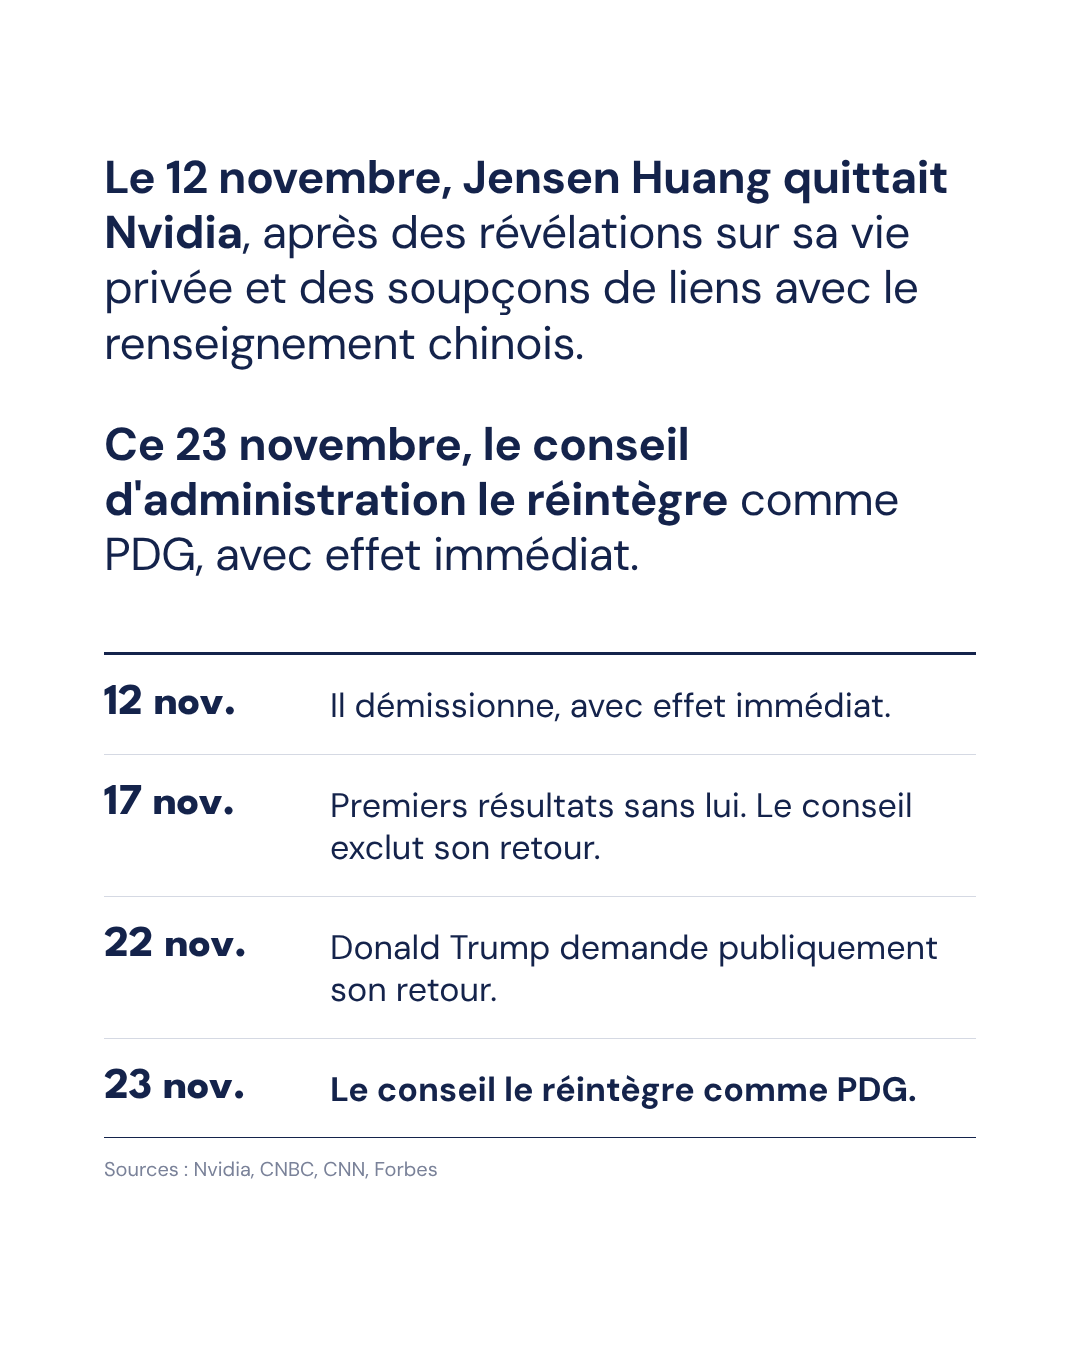 Le 12 novembre, Jensen Huang quittait
Nvidia, après des révélations sur sa vie
privée et des soupçons de liens avec le
renseignement chinois.
Ce 23 novembre, le conseil
d'administration le réintègre comme
PDG, avec effet immédiat.
12 nov. Il démissionne, avec effet immédiat.
17 nov. Premiers résultats sans lui. Le conseil
exclut son retour.
22 nov. Donald Trump demande publiquement
son retour.
23 nov. Le conseil le réintègre comme PDG.
Sources : Nvidia, CNBC, CNN, Forbes